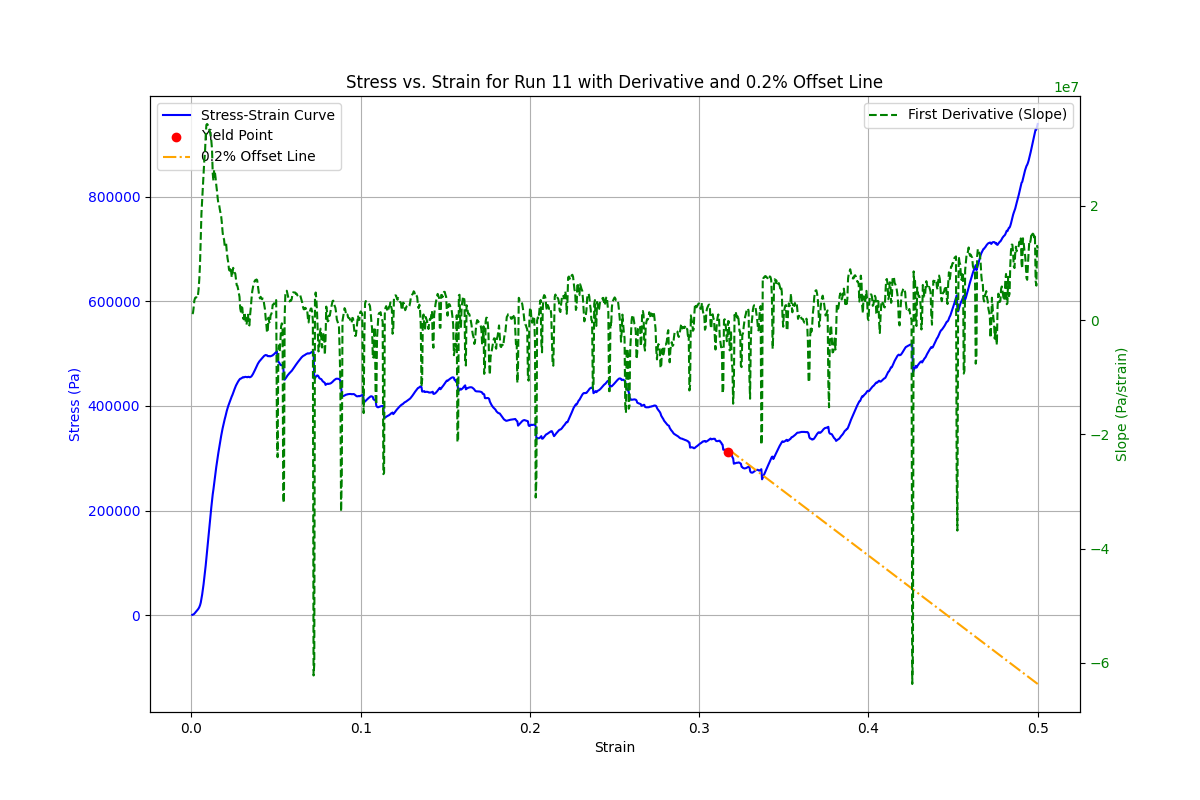 Stress vs. Strain for Run 11 with Derivative and 0.2% Offset Line
1e7
Stress-Strain Curve
Yield Point
0.2% Offset Line
First Derivative (Slope)
800000
600000
400000
200000
0
Stress (Pa)
2
0
−2
−4
−6
Slope (Pa/strain)
0.0
0.1
0.2
0.3
0.4
0.5
Strain